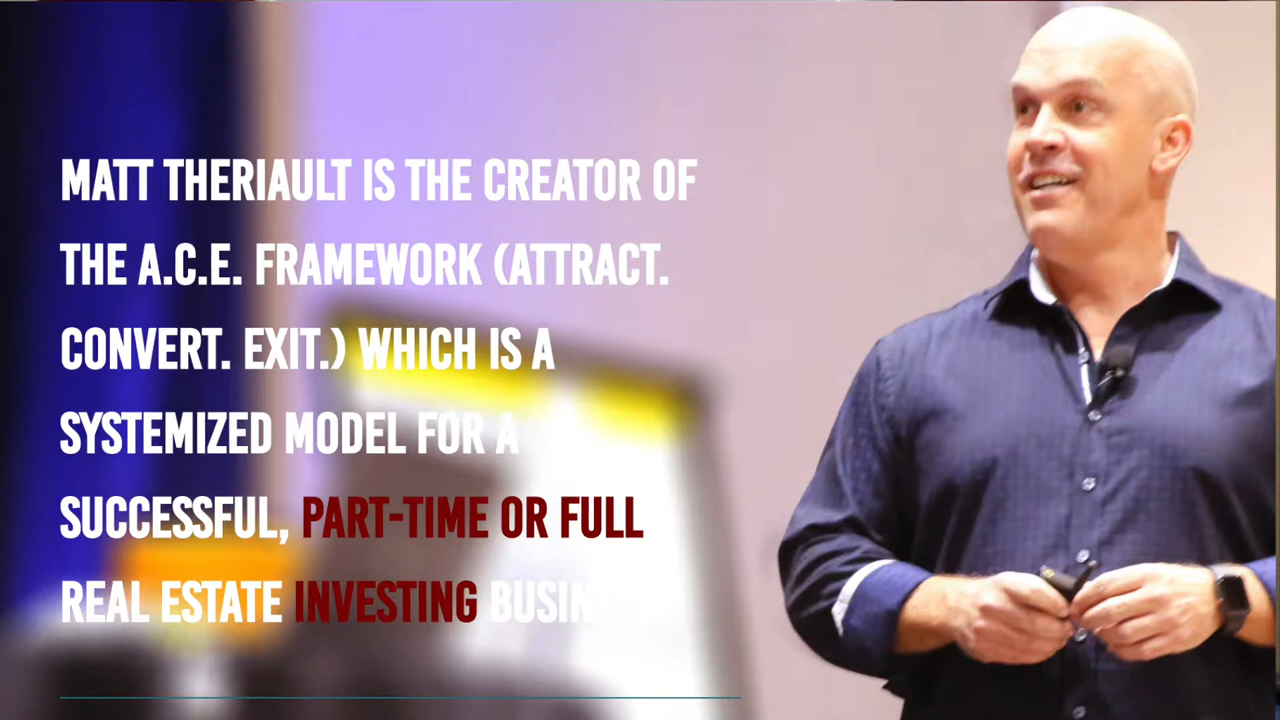 MATT THERIAULT IS THE CREATOR OF
THE A.C.E. FRAMEWORK (ATTRACT.
CONVERT. EXIT.) WHICH IS A
SYSTEMIZED MODEL FOR A
SUCCESSFUL, PART-TIME OR FULL
REAL ESTATE INVESTING